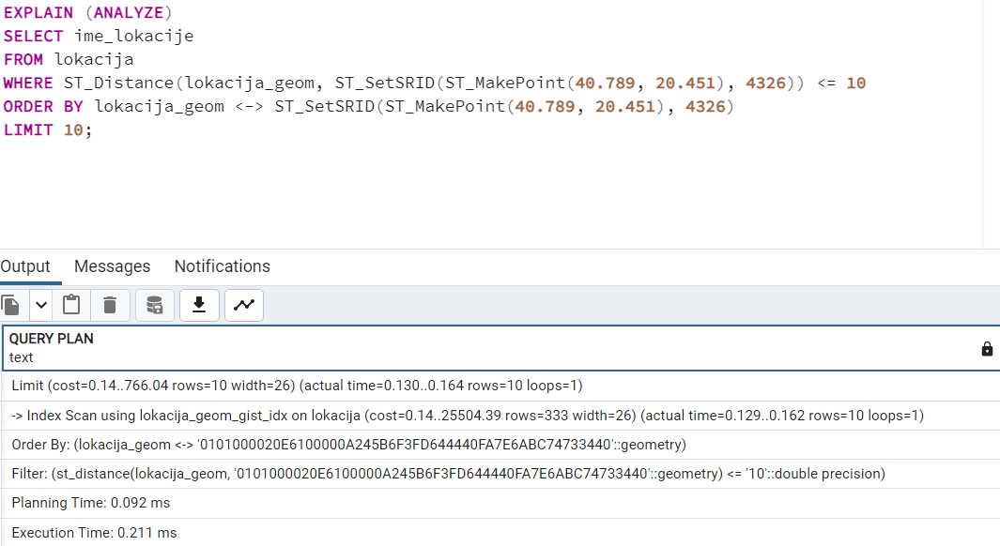 EXPLAIN (ANALYZE)
SELECT ime_lokacije
FROM lokacija
WHERE ST_Distance(lokacija_geom, ST_SetSRID(ST_MakePoint(40.789, 20.451), 4326)) <= 10
ORDER BY lokacija_geom <-> ST_SetSRID(ST_MakePoint(40.789, 20.451), 4326)
LIMIT 10;
Output Messages Notifications
QUERY PLAN
text
Limit (cost=0.14..766.04 rows=10 width=26) (actual time=0.130..0.164 rows=10 loops=1)
-> Index Scan using lokacija_geom_gist_idx on lokacija (cost=0.14..25504.39 rows=333 width=26) (actual time=0.129..0.162 rows=10 loops=1)
Order By: (lokacija_geom <-> '0101000020E6100000A245B6F3FD644440FA7E6ABC74733440'::geometry)
Filter: (st_distance(lokacija_geom, '0101000020E6100000A245B6F3FD644440FA7E6ABC74733440'::geometry) <= '10'::double precision)
Planning Time: 0.092 ms
Execution Time: 0.211 ms